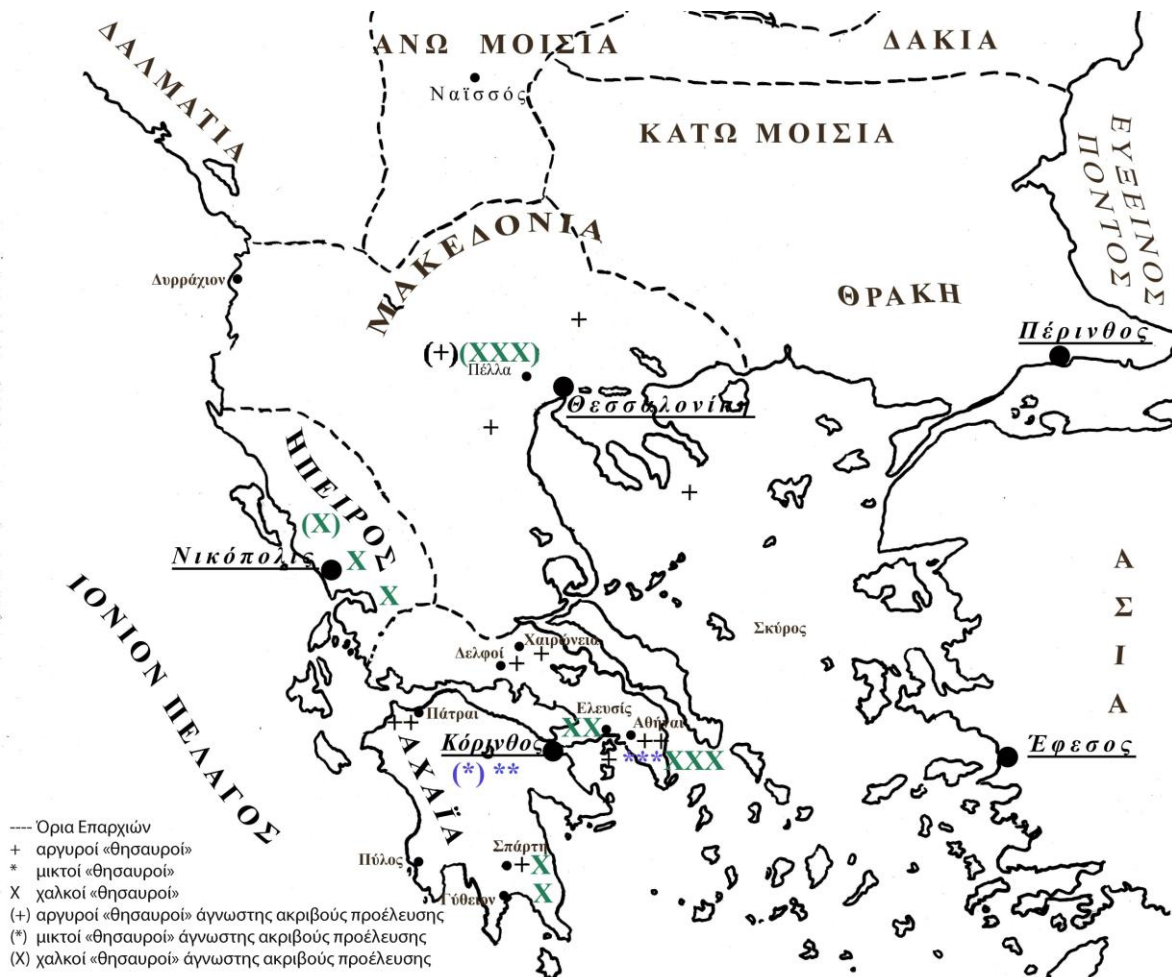 ΔΑΛΜΑΤΙΑ
ΑΝΩ ΜΟΙΣΙΑ
ΔΑΚΙΑ
Ναϊσσός
ΚΑΤΩ ΜΟΙΣΙΑ
ΕΥΞΕΙΝΟΣ
ΠΟΝΤΟΣ
ΜΑΚΕΔΟΝΙΑ
Δυρράχιον
ΘΡΑΚΗ
+
Πέρινθος
(+)(XXX)
Πέλλα
Θεσσαλονίκη
+
ΗΠΕΙΡΟΣ
+
(X)
Νικόπολις
X
X
ΑΣΙΑ
ΙΟΝΙΟΝ ΠΕΛΑΓΟΣ
Σκύρος
Χαιρώνεια
Δελφοί
+ +
Πάτραι
++
Ελευσίς
XX
Αθήναι
++
Κόρινθος
(*) **
+ *** XXX
Έφεσος
ΑΧΑΪΑ
Πύλος
Σπάρτη
+ X
Γύθειον
X
---- Όρια Επαρχιών
+ αργυροί «θησαυροί»
* μικτοί «θησαυροί»
X χαλκοί «θησαυροί»
(+) αργυροί «θησαυροί» άγνωστης ακριβούς προέλευσης
(*) μικτοί «θησαυροί» άγνωστης ακριβούς προέλευσης
(X) χαλκοί «θησαυροί» άγνωστης ακριβούς προέλευσης